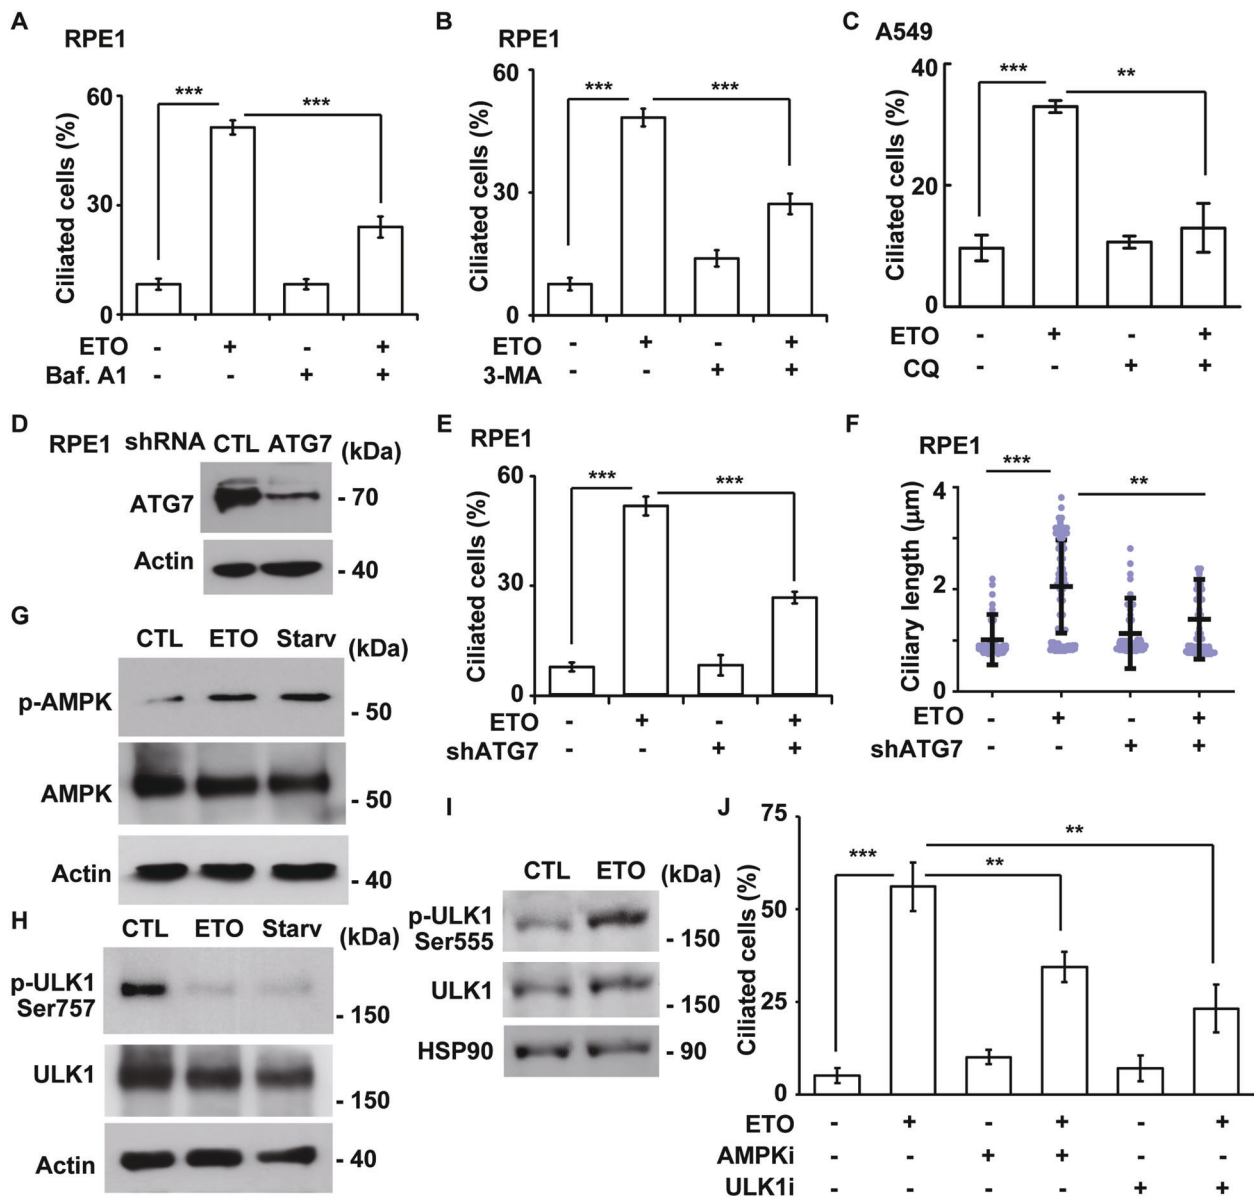 A
RPE1
Ciliated cells (%)
60
30
0
*** ***
ETO - + - +
Baf. A1 - - + +
B
RPE1
Ciliated cells (%)
60
30
0
*** ***
ETO - + - +
3-MA - - + +
C
A549
Ciliated cells (%)
40
20
0
*** **
ETO - + - +
CQ - - + +
D
RPE1 shRNA CTL ATG7 (kDa)
ATG7 - 70
Actin - 40
E
RPE1
Ciliated cells (%)
60
30
0
*** ***
ETO - + - +
shATG7 - - + +
F
RPE1
Ciliary length (μm)
4
2
0
*** **
ETO - + - +
shATG7 - - + +
G
CTL ETO Starv (kDa)
p-AMPK - 50
AMPK - 50
Actin - 40
H
CTL ETO Starv (kDa)
p-ULK1
Ser757 - 150
ULK1 - 150
Actin - 40
I
CTL ETO (kDa)
p-ULK1
Ser555 - 150
ULK1 - 150
HSP90 - 90
J
Ciliated cells (%)
75
50
25
0
*** ** **
ETO - + - + - +
AMPKi - - + + - -
ULK1i - - - - + +